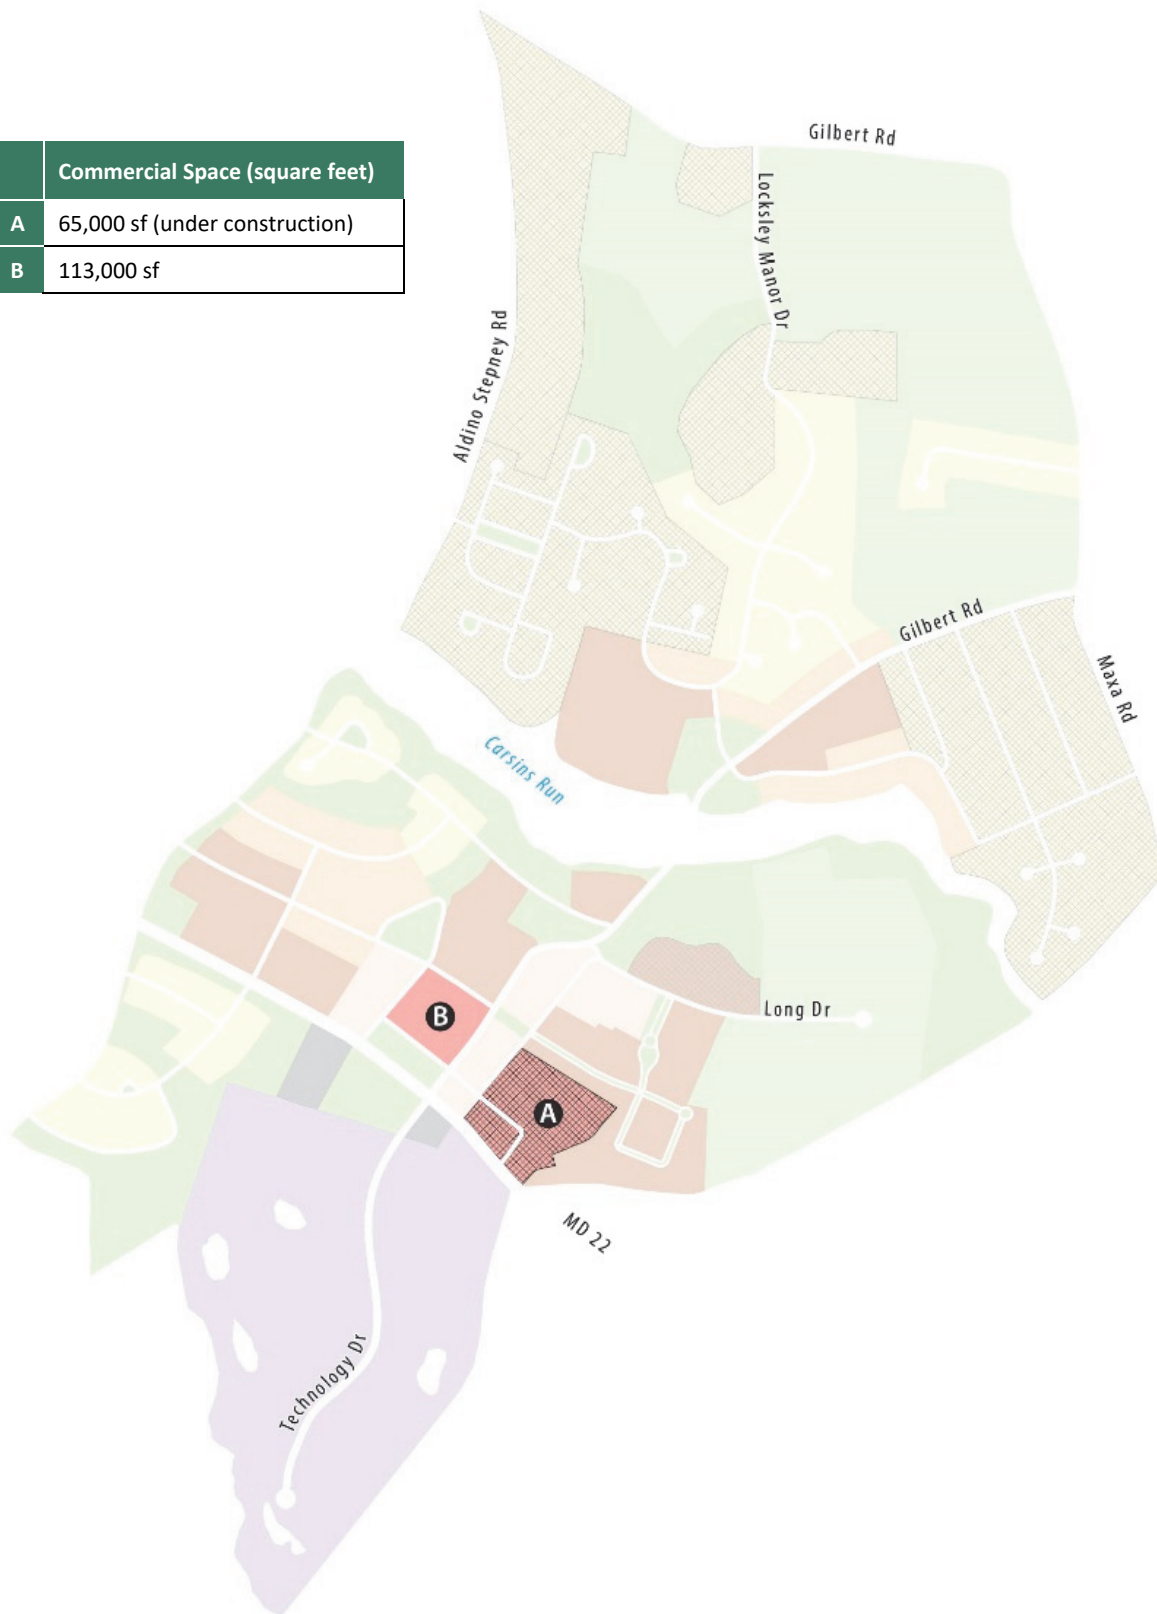 Gilbert Rd
Commercial Space (square feet)
A 65,000 sf (under construction)
B 113,000 sf
Locksley Manor Dr
Aldino Stepney Rd
Gilbert Rd
Maxa Rd
Carsins Run
B
Long Dr
A
MD 22
Technology Dr